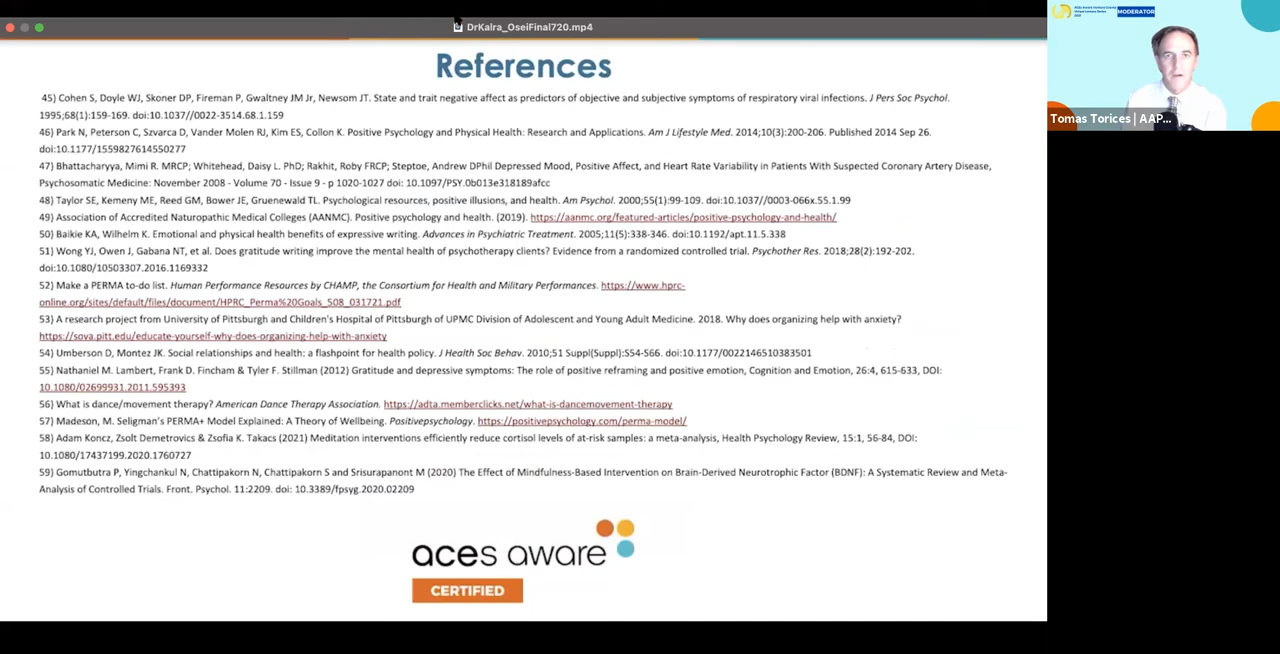 DrKalra_OseiFinal720.mp4
References
45) Cohen S, Doyle WJ, Skoner DP, Fireman P, Gwaltney JM Jr, Newsom JT. State and trait negative affect as predictors of objective and subjective symptoms of respiratory viral infections. J Pers Soc Psychol.
1995;68(1):159-169. doi:10.1037//0022-3514.68.1.159
46) Park N, Peterson C, Szvarca D, Vander Molen RJ, Kim ES, Collon K. Positive Psychology and Physical Health: Research and Applications. Am J Lifestyle Med. 2014;10(3):200-206. Published 2014 Sep 26.
doi:10.1177/1559827614550277
47) Bhattacharyya, Mimi R. MRCP; Whitehead, Daisy L. PhD; Rakhit, Roby FRCP; Steptoe, Andrew DPhil Depressed Mood, Positive Affect, and Heart Rate Variability in Patients With Suspected Coronary Artery Disease,
Psychosomatic Medicine: November 2008 - Volume 70 - Issue 9 - p 1020-1027 doi: 10.1097/PSY.0b013e318189afcc
48) Taylor SE, Kemeny ME, Reed GM, Bower JE, Gruenewald TL. Psychological resources, positive illusions, and health. Am Psychol. 2000;55(1):99-109. doi:10.1037//0003-066x.55.1.99
49) Association of Accredited Naturopathic Medical Colleges (AANMC). Positive psychology and health. (2019). https://aanmc.org/featured-articles/positive-psychology-and-health/
50) Baikie KA, Wilhelm K. Emotional and physical health benefits of expressive writing. Advances in Psychiatric Treatment. 2005;11(5):338-346. doi:10.1192/apt.11.5.338
51) Wong YJ, Owen J, Gabana NT, et al. Does gratitude writing improve the mental health of psychotherapy clients? Evidence from a randomized controlled trial. Psychother Res. 2018;28(2):192-202.
doi:10.1080/10503307.2016.1169332
52) Make a PERMA to-do list. Human Performance Resources by CHAMP, the Consortium for Health and Military Performances. https://www.hprc-
online.org/sites/default/files/document/HPRC_Perma%20Goals_508_031721.pdf
53) A research project from University of Pittsburgh and Children's Hospital of Pittsburgh of UPMC Division of Adolescent and Young Adult Medicine. 2018. Why does organizing help with anxiety?
https://sova.pitt.edu/educate-yourself-why-does-organizing-help-with-anxiety
54) Umberson D, Montez JK. Social relationships and health: a flashpoint for health policy. J Health Soc Behav. 2010;51 Suppl(Suppl):S54-S66. doi:10.1177/0022146510383501
55) Nathaniel M. Lambert, Frank D. Fincham & Tyler F. Stillman (2012) Gratitude and depressive symptoms: The role of positive reframing and positive emotion, Cognition and Emotion, 26:4, 615-633, DOI:
10.1080/02699931.2011.595393
56) What is dance/movement therapy? American Dance Therapy Association. https://adta.memberclicks.net/what-is-dancemovement-therapy
57) Madeson, M. Seligman's PERMA+ Model Explained: A Theory of Wellbeing. Positivepsychology. https://positivepsychology.com/perma-model/
58) Adam Koncz, Zsolt Demetrovics & Zsofia K. Takacs (2021) Meditation interventions efficiently reduce cortisol levels of at-risk samples: a meta-analysis, Health Psychology Review, 15:1, 56-84, DOI:
10.1080/17437199.2020.1760727
59) Gomutbutra P, Yingchankul N, Chattipakorn N, Chattipakorn S and Srisurapanont M (2020) The Effect of Mindfulness-Based Intervention on Brain-Derived Neurotrophic Factor (BDNF): A Systematic Review and Meta-
Analysis of Controlled Trials. Front. Psychol. 11:2209. doi: 10.3389/fpsyg.2020.02209
aces aware
CERTIFIED
MODERATOR
Tomas Torices | AAP...